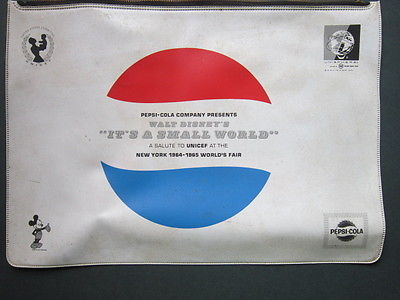 PEPSI-COLA COMPANY PRESENTS
WALT DISNEY'S
"IT'S A SMALL WORLD"
A SALUTE TO UNICEF AT THE
NEW YORK 1964-1965 WORLD'S FAIR
PEPSI-COLA